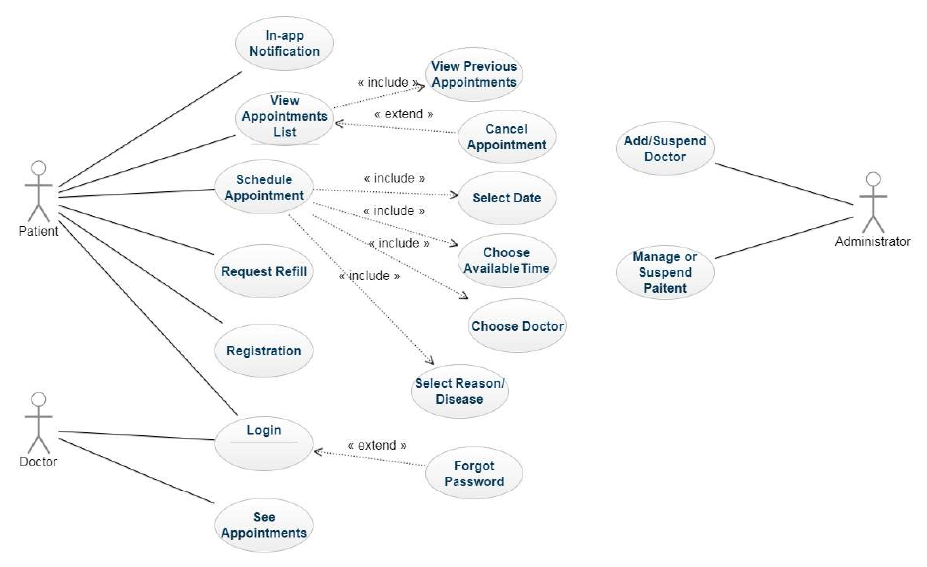 In-app
Notification
View Previous
Appointments
« include »
View
Appointments
List
« extend »
Cancel
Appointment
Add/Suspend
Doctor
Schedule
Appointment
« include »
Select Date
« include »
Patient
Administrator
« include »
Choose
AvailableTime
Request Refill
« include »
Manage or
Suspend
Paitent
Choose Doctor
Registration
Select Reason/
Disease
Login
« extend »
Doctor
Forgot
Password
See
Appointments